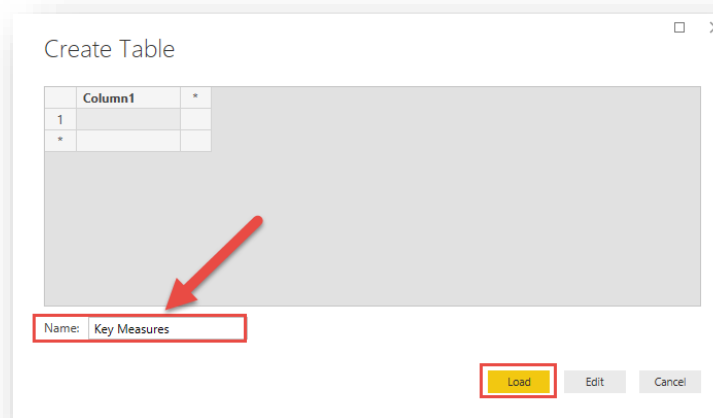 Create Table
Column1 *
1
*
Name: Key Measures
Load Edit Cancel